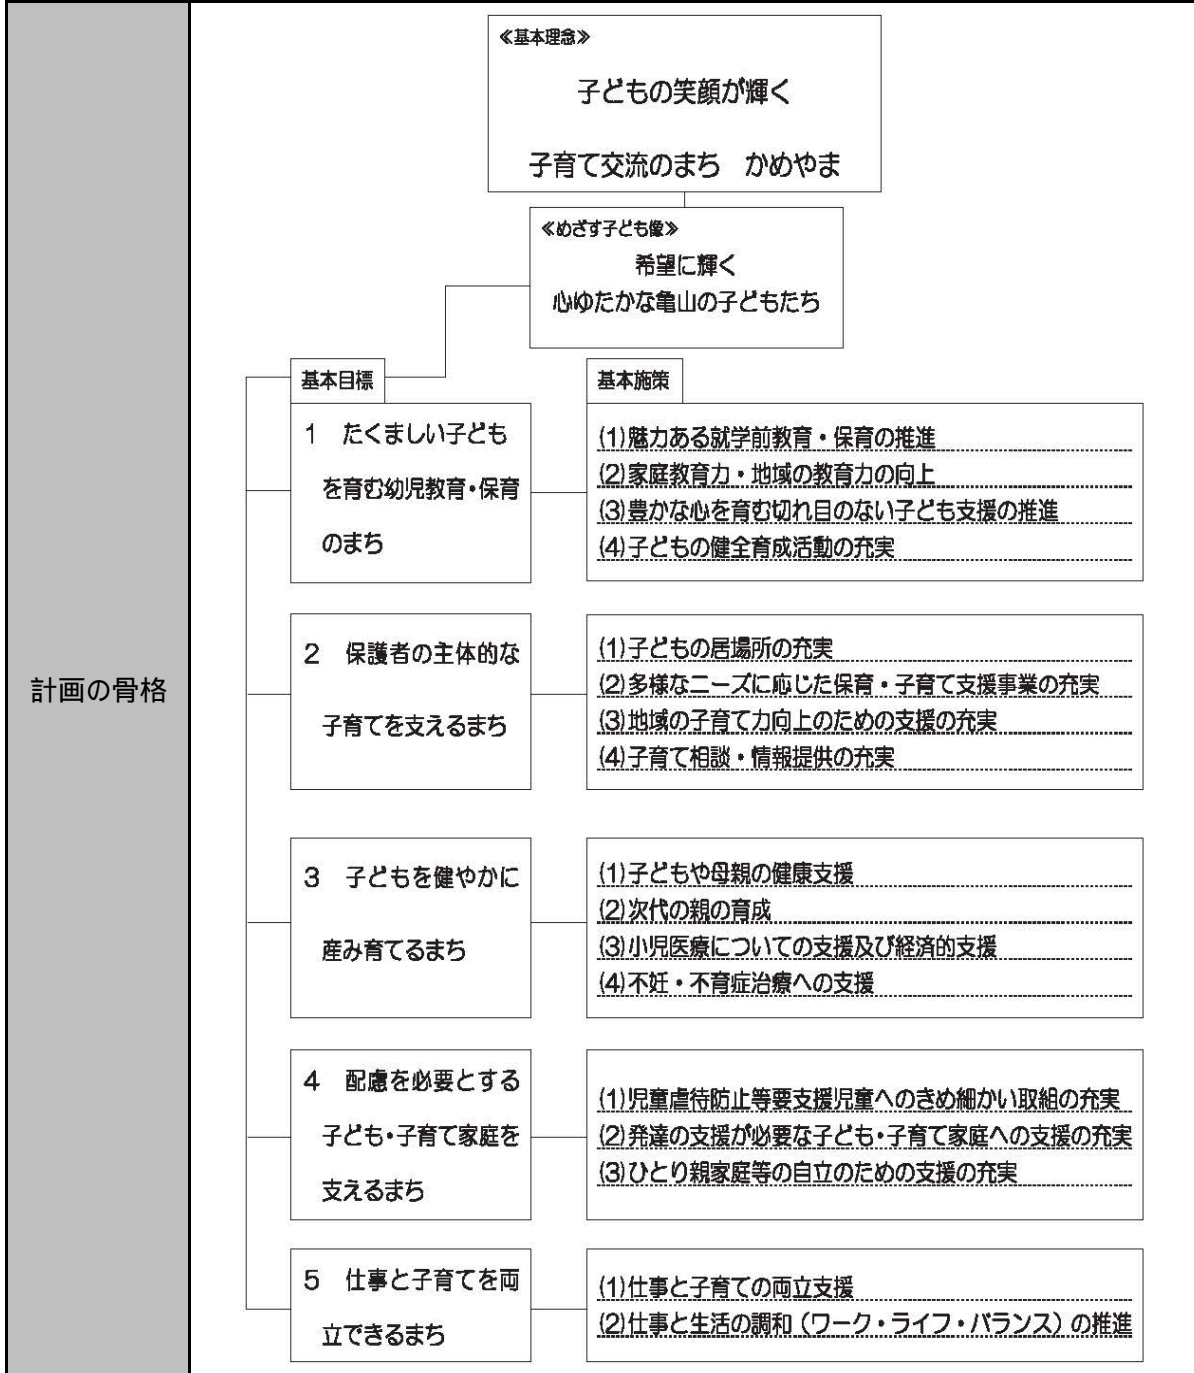 計画の骨格
≪基本理念≫
子どもの笑顔が輝く
子育て交流のまち　かめやま
≪めざす子ども像≫
希望に輝く
心ゆたかな亀山の子どもたち
基本目標
基本施策
1　たくましい子ども
を育む幼児教育・保育
のまち
(1)魅力ある就学前教育・保育の推進
(2)家庭教育力・地域の教育力の向上
(3)豊かな心を育む切れ目のない子ども支援の推進
(4)子どもの健全育成活動の充実
2　保護者の主体的な
子育てを支えるまち
(1)子どもの居場所の充実
(2)多様なニーズに応じた保育・子育て支援事業の充実
(3)地域の子育て力向上のための支援の充実
(4)子育て相談・情報提供の充実
3　子どもを健やかに
産み育てるまち
(1)子どもや母親の健康支援
(2)次代の親の育成
(3)小児医療についての支援及び経済的支援
(4)不妊・不育症治療への支援
4　配慮を必要とする
子ども・子育て家庭を
支えるまち
(1)児童虐待防止等要支援児童へのきめ細かい取組の充実
(2)発達の支援が必要な子ども・子育て家庭への支援の充実
(3)ひとり親家庭等の自立のための支援の充実
5　仕事と子育てを両
立できるまち
(1)仕事と子育ての両立支援
(2)仕事と生活の調和（ワーク・ライフ・バランス）の推進